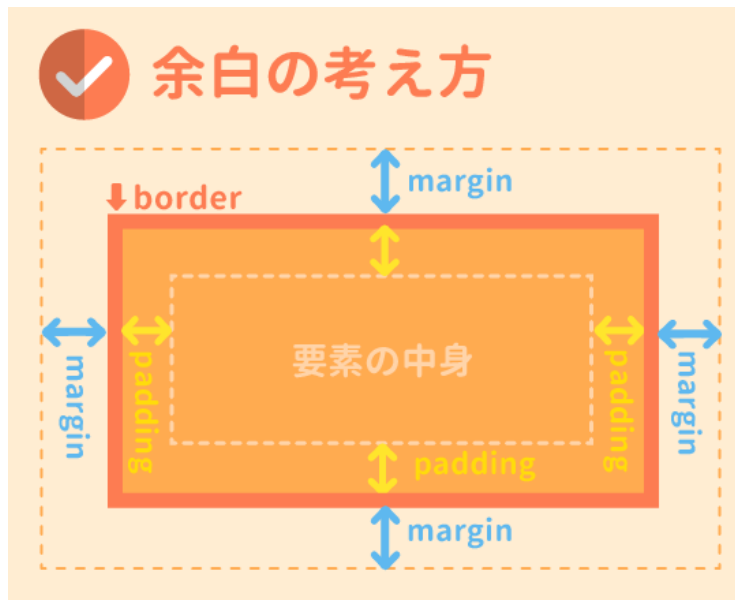 余白の考え方
margin
border
要素の中身
margin
padding
padding
margin
padding
margin